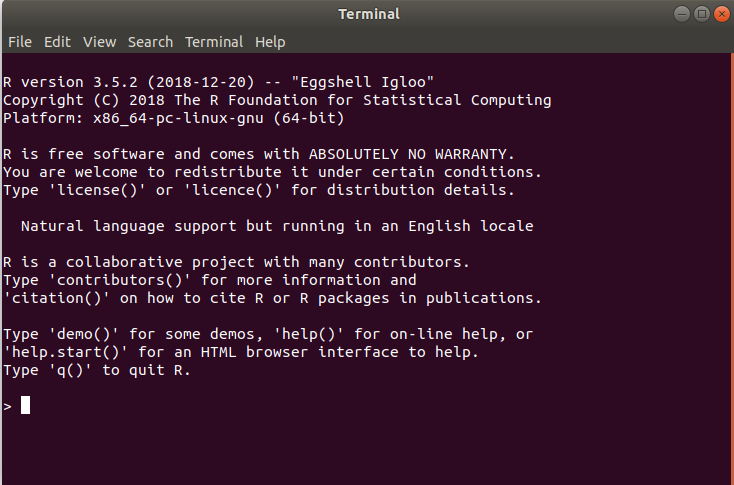 Terminal
File Edit View Search Terminal Help
R version 3.5.2 (2018-12-20) -- "Eggshell Igloo"
Copyright (C) 2018 The R Foundation for Statistical Computing
Platform: x86_64-pc-linux-gnu (64-bit)
R is free software and comes with ABSOLUTELY NO WARRANTY.
You are welcome to redistribute it under certain conditions.
Type 'license()' or 'licence()' for distribution details.
Natural language support but running in an English locale
R is a collaborative project with many contributors.
Type 'contributors()' for more information and
'citation()' on how to cite R or R packages in publications.
Type 'demo()' for some demos, 'help()' for on-line help, or
'help.start()' for an HTML browser interface to help.
Type 'q()' to quit R.
>